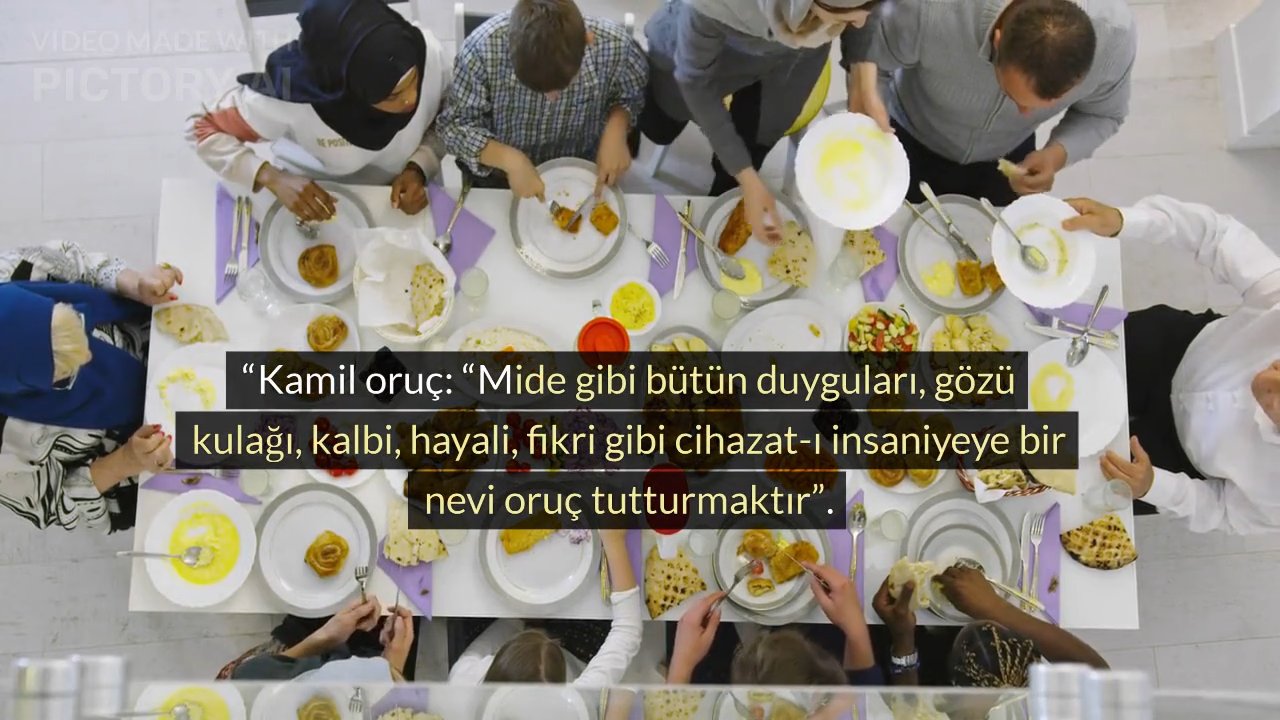 VIDEO MADE WITH
PICTORY.AI
“Kamil oruç: “Mide gibi bütün duyguları, gözü
kulağı, kalbi, hayali, fikri gibi cihazat-ı insaniyeye bir
nevi oruç tutturmaktır”.